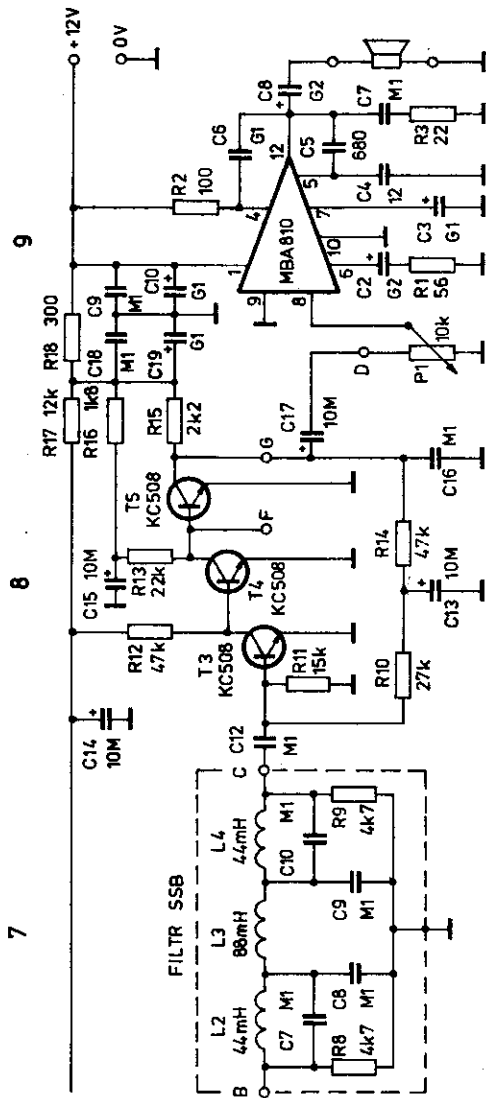 7
8
9
+12V
0V
C14
10M
R12
47k
C15 10M
R13
22k
R17 12k
R16
1k8
R15
2k2
R18 300
C18
M1
C19
G1
C9
M1
C10
G1
R2
100
C6
G1
C8
G2
T5
KC508
T4
KC508
T3
KC508
F
G
C17
10M
D
P1
10k
MBA810
1
4
12
9
8
6
10
7
5
C5
680
C7
M1
R3
22
C4
12
C3
G1
C2
G2
R1
56
FILTR SSB
B
L2
44mH
L3
88mH
L4
44mH
C
C7
M1
C8
M1
R8
4k7
C10
M1
C9
M1
R9
4k7
C12
M1
R11
15k
R10
27k
R14
47k
C13
10M
C16
M1